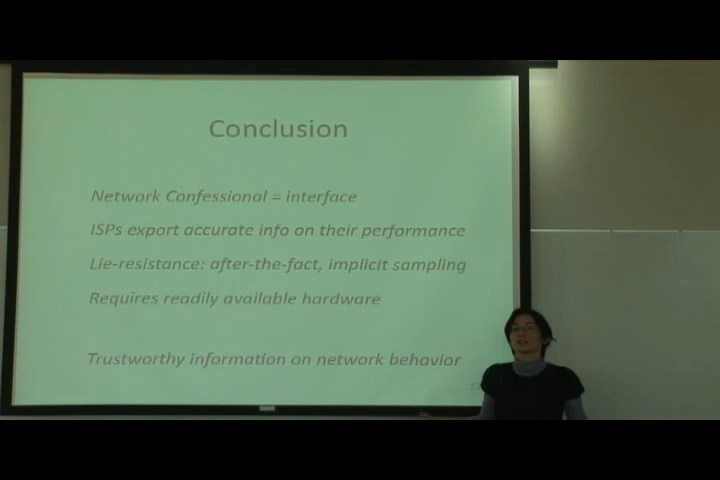 Conclusion
Network Confessional = interface
ISPs export accurate info on their performance
Lie-resistance: after-the-fact, implicit sampling
Requires readily available hardware
Trustworthy information on network behavior